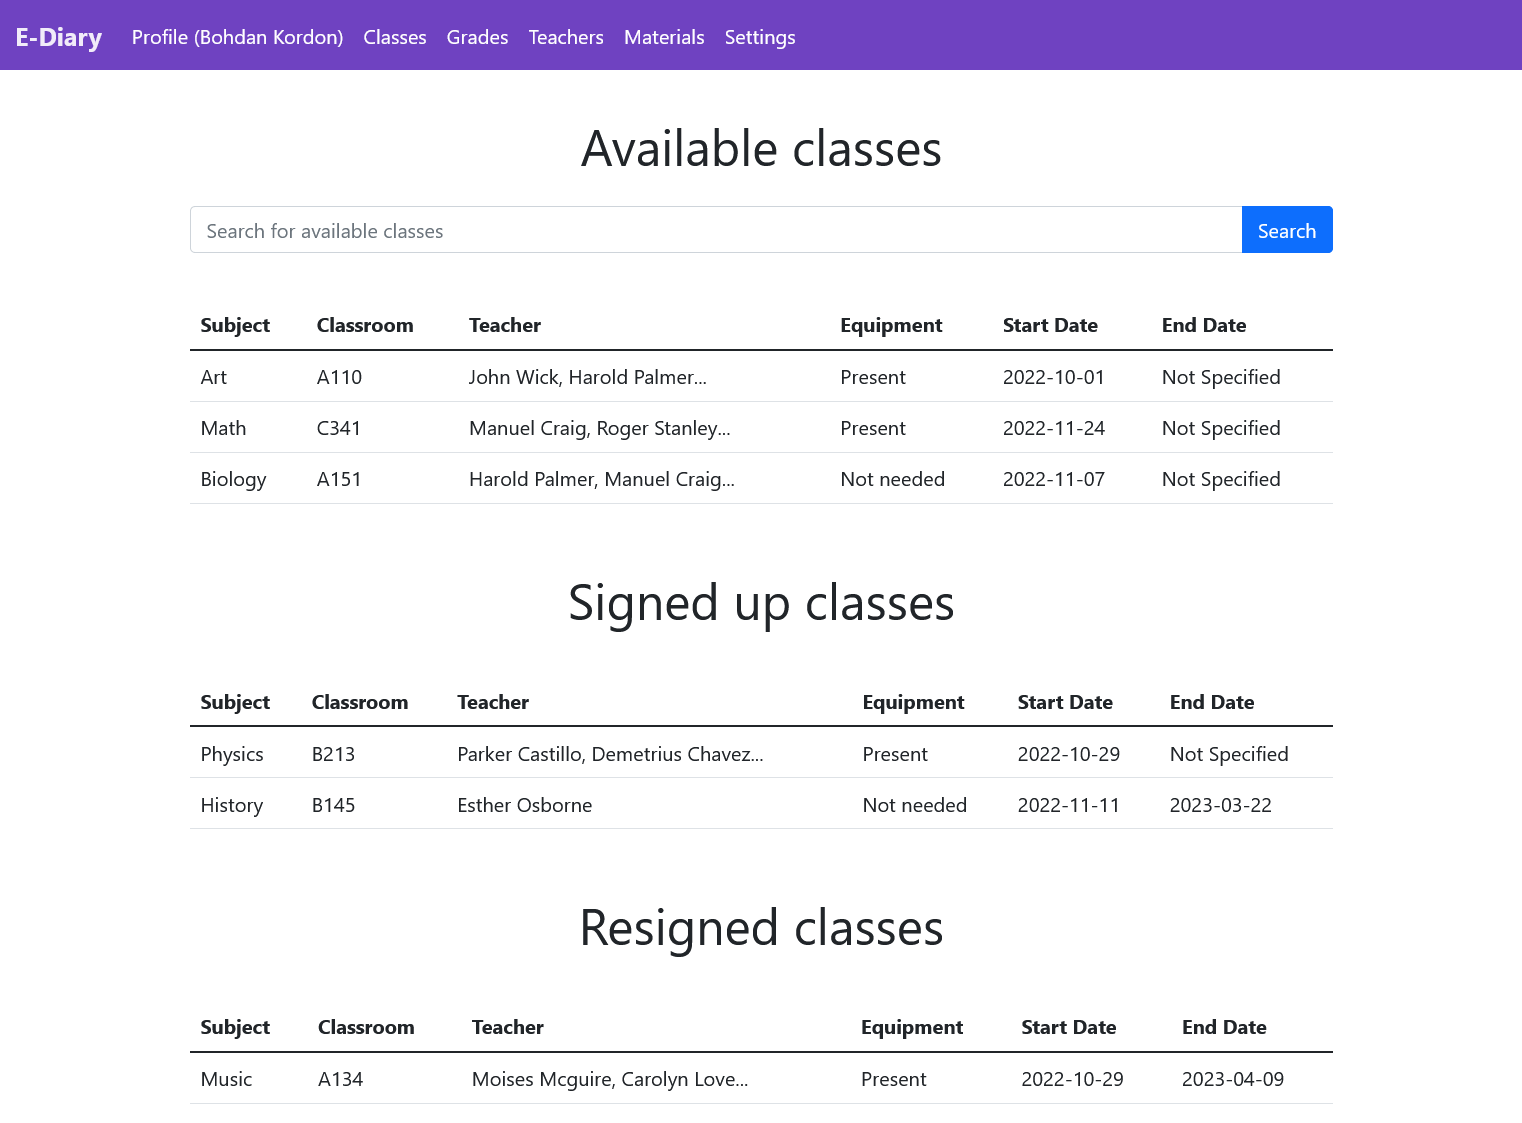 E-Diary Profile (Bohdan Kordon) Classes Grades Teachers Materials Settings
Available classes
Search for available classes Search
Subject Classroom Teacher Equipment Start Date End Date
Art A110 John Wick, Harold Palmer... Present 2022-10-01 Not Specified
Math C341 Manuel Craig, Roger Stanley... Present 2022-11-24 Not Specified
Biology A151 Harold Palmer, Manuel Craig... Not needed 2022-11-07 Not Specified
Signed up classes
Subject Classroom Teacher Equipment Start Date End Date
Physics B213 Parker Castillo, Demetrius Chavez... Present 2022-10-29 Not Specified
History B145 Esther Osborne Not needed 2022-11-11 2023-03-22
Resigned classes
Subject Classroom Teacher Equipment Start Date End Date
Music A134 Moises Mcguire, Carolyn Love... Present 2022-10-29 2023-04-09